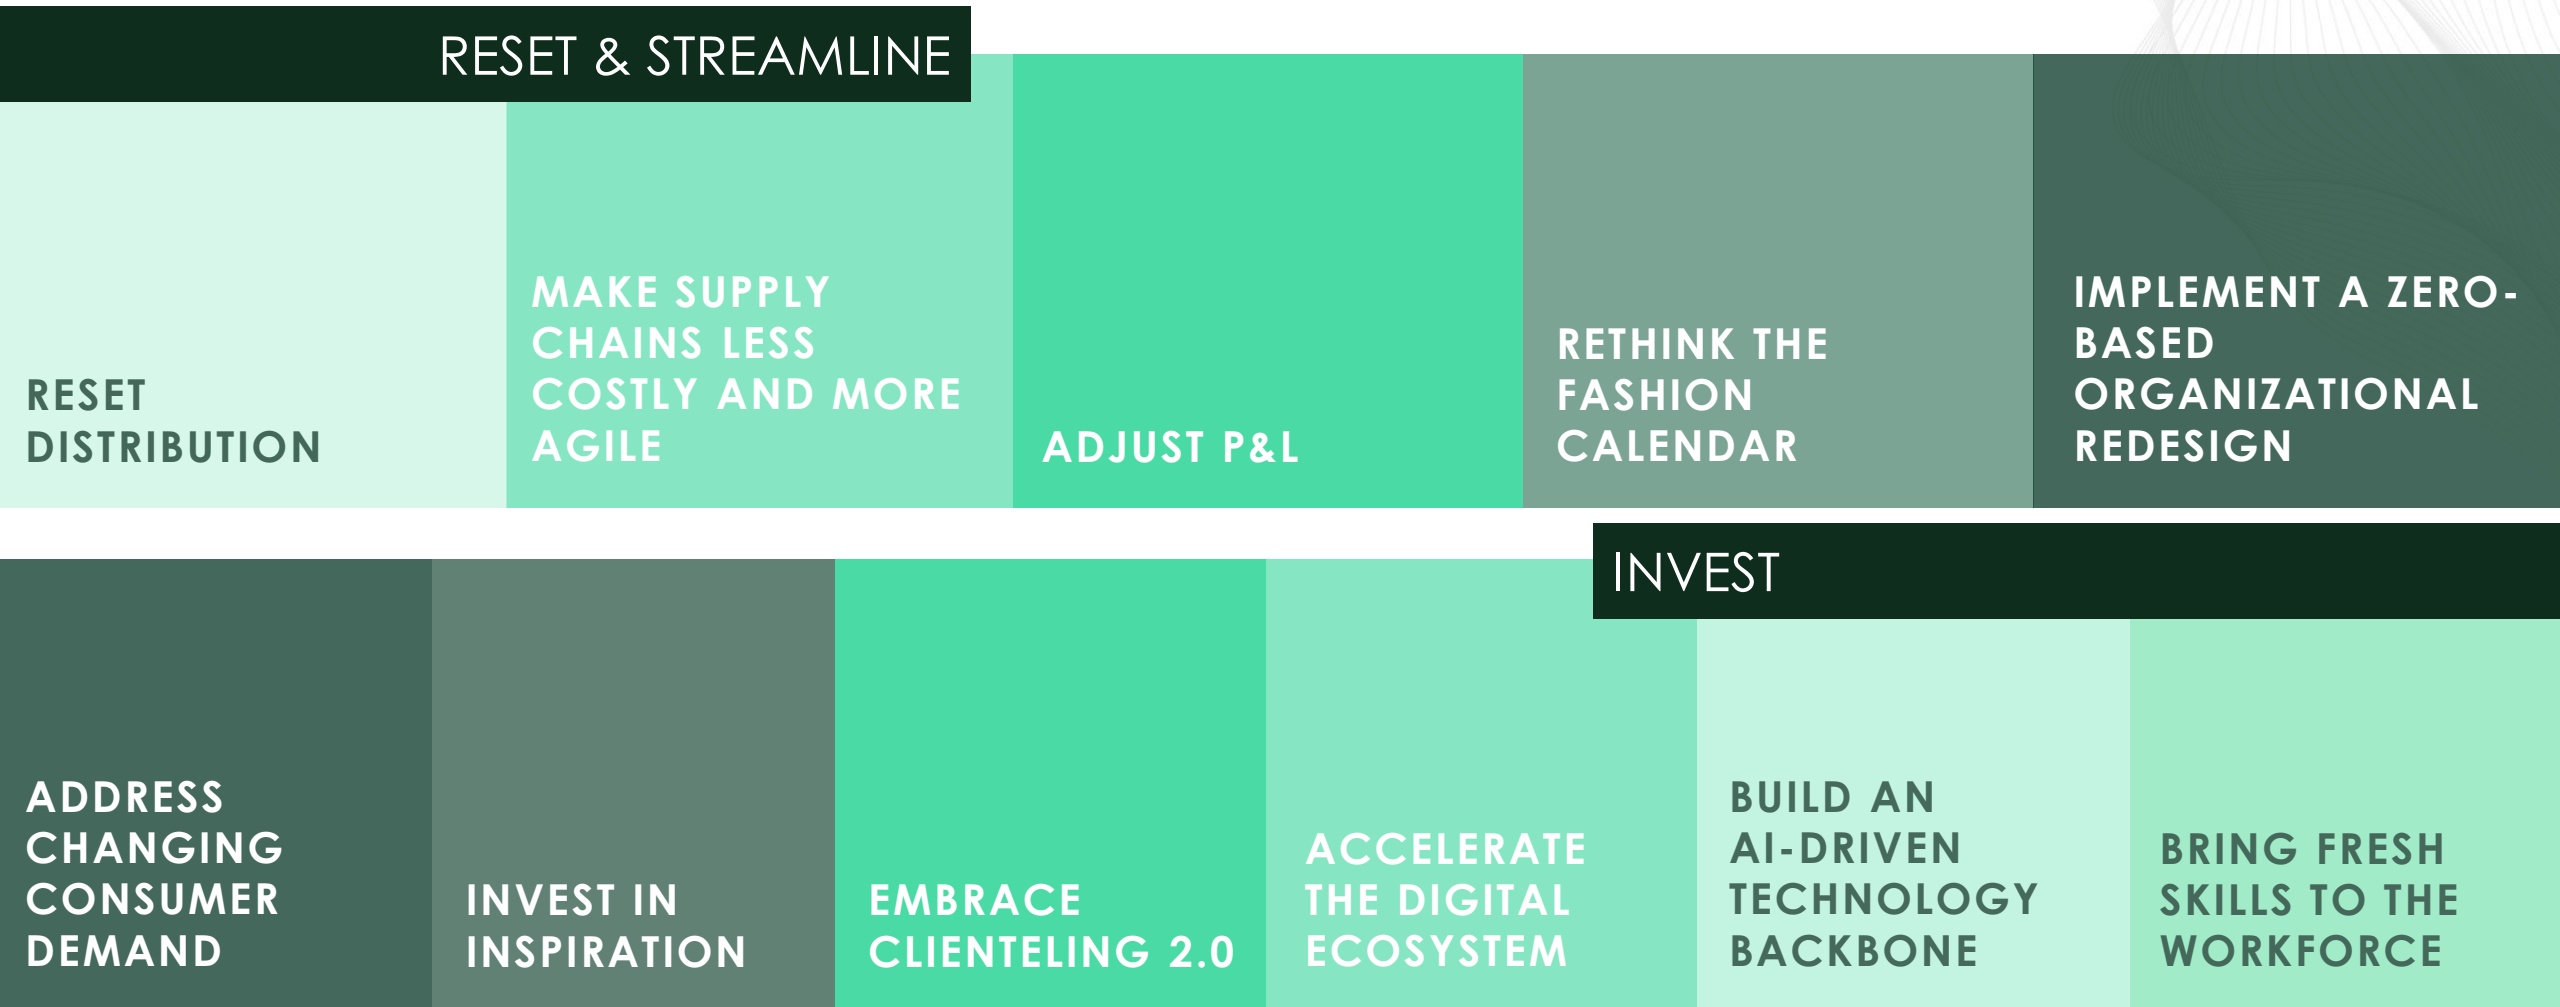 RESET & STREAMLINE
RESET
DISTRIBUTION
MAKE SUPPLY
CHAINS LESS
COSTLY AND MORE
AGILE
ADJUST P&L
RETHINK THE
FASHION
CALENDAR
IMPLEMENT A ZERO-
BASED
ORGANIZATIONAL
REDESIGN
INVEST
ADDRESS
CHANGING
CONSUMER
DEMAND
INVEST IN
INSPIRATION
EMBRACE
CLIENTELING 2.0
ACCELERATE
THE DIGITAL
ECOSYSTEM
BUILD AN
AI-DRIVEN
TECHNOLOGY
BACKBONE
BRING FRESH
SKILLS TO THE
WORKFORCE